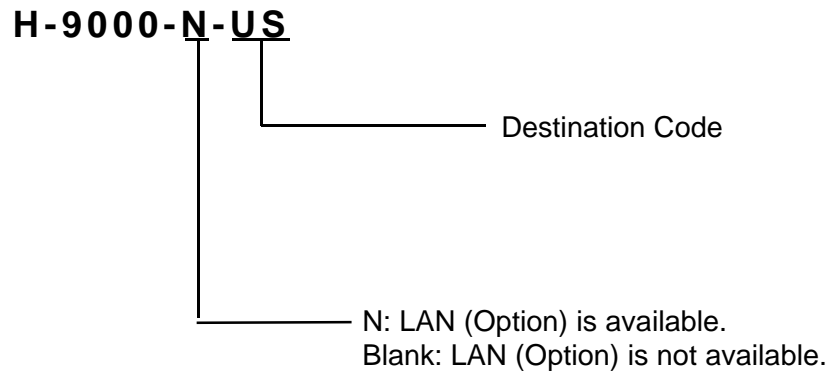 H-9000-N-US
Destination Code
N: LAN (Option) is available.
Blank: LAN (Option) is not available.